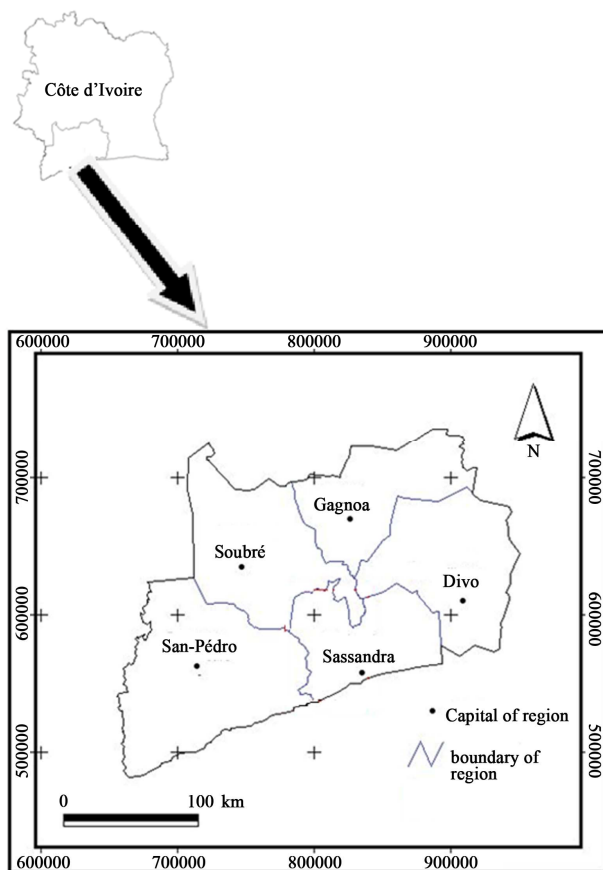 Côte d’Ivoire
600000 700000 800000 900000
N
700000 700000
Gagnoa
Soubré
Divo
600000 600000
San-Pédro
Sassandra
Capital of region
500000 boundary of 500000
region
0 100 km
600000 700000 800000 900000